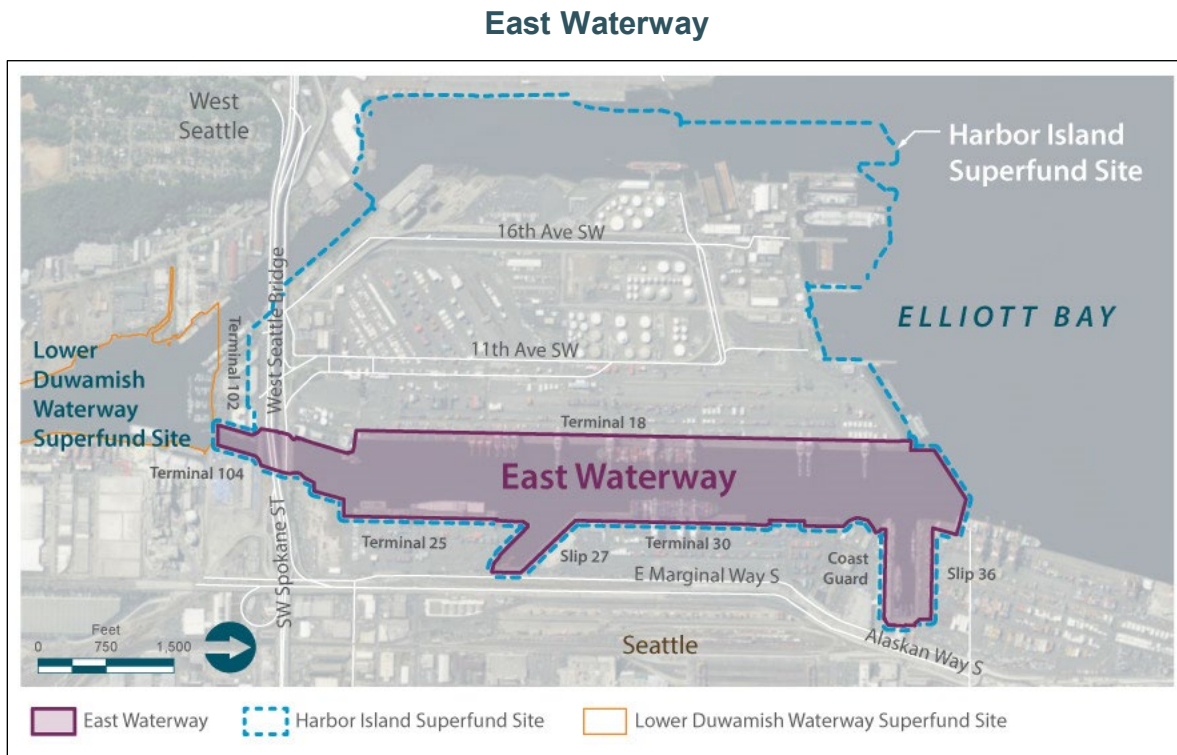 East Waterway
West
Seattle
Harbor Island
Superfund Site
16th Ave SW
West Seattle Bridge
ELLIOTT BAY
Terminal 102
11th Ave SW
Lower
Duwamish
Waterway
Superfund Site
Terminal 18
Terminal 104
East Waterway
SW Spokane ST
Terminal 25
Slip 27
Terminal 30
Coast
Guard
Slip 36
E Marginal Way S
Alaskan Way S
Seattle
Feet
0 750 1,500
East Waterway
Harbor Island Superfund Site
Lower Duwamish Waterway Superfund Site